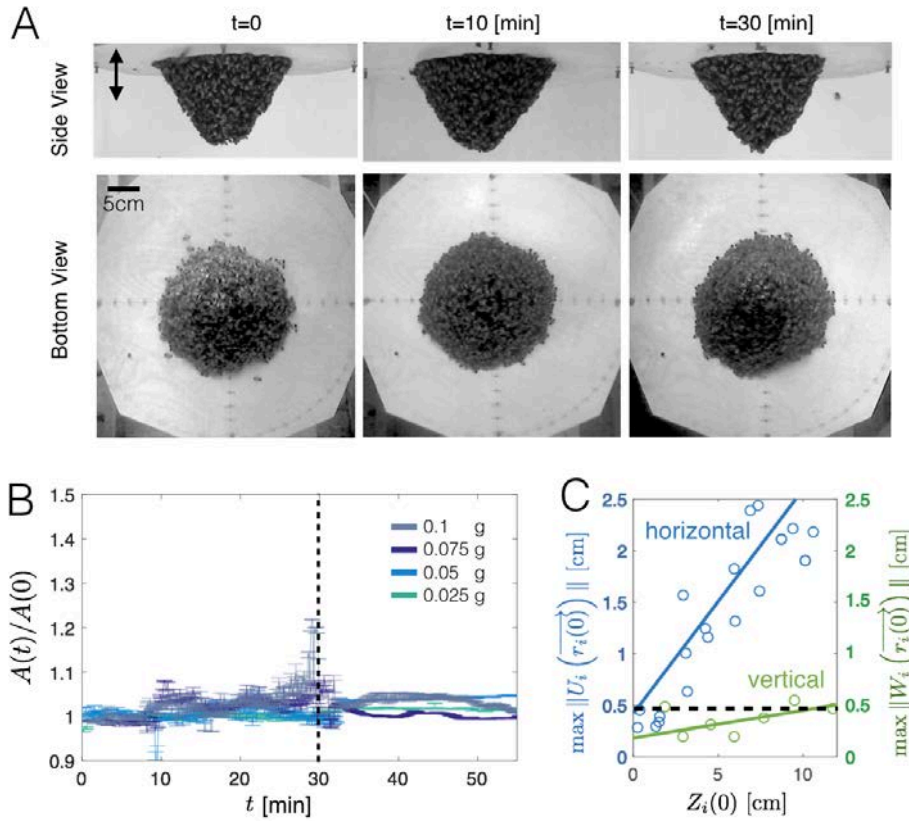 A
t=0
t=10 [min]
t=30 [min]
Side View
Bottom View
5cm
B
A(t)/A(0)
1.5
1.4
1.3
1.2
1.1
1
0.9
0.1 g
0.075 g
0.05 g
0.025 g
0
10
20
30
40
50
t [min]
C
max ||U_i (r_i(0))|| [cm]
2.5
2
1.5
1
0.5
0
horizontal
vertical
2.5
2
1.5
1
0.5
0
max ||W_i (r_i(0))|| [cm]
0
5
10
Z_i(0) [cm]